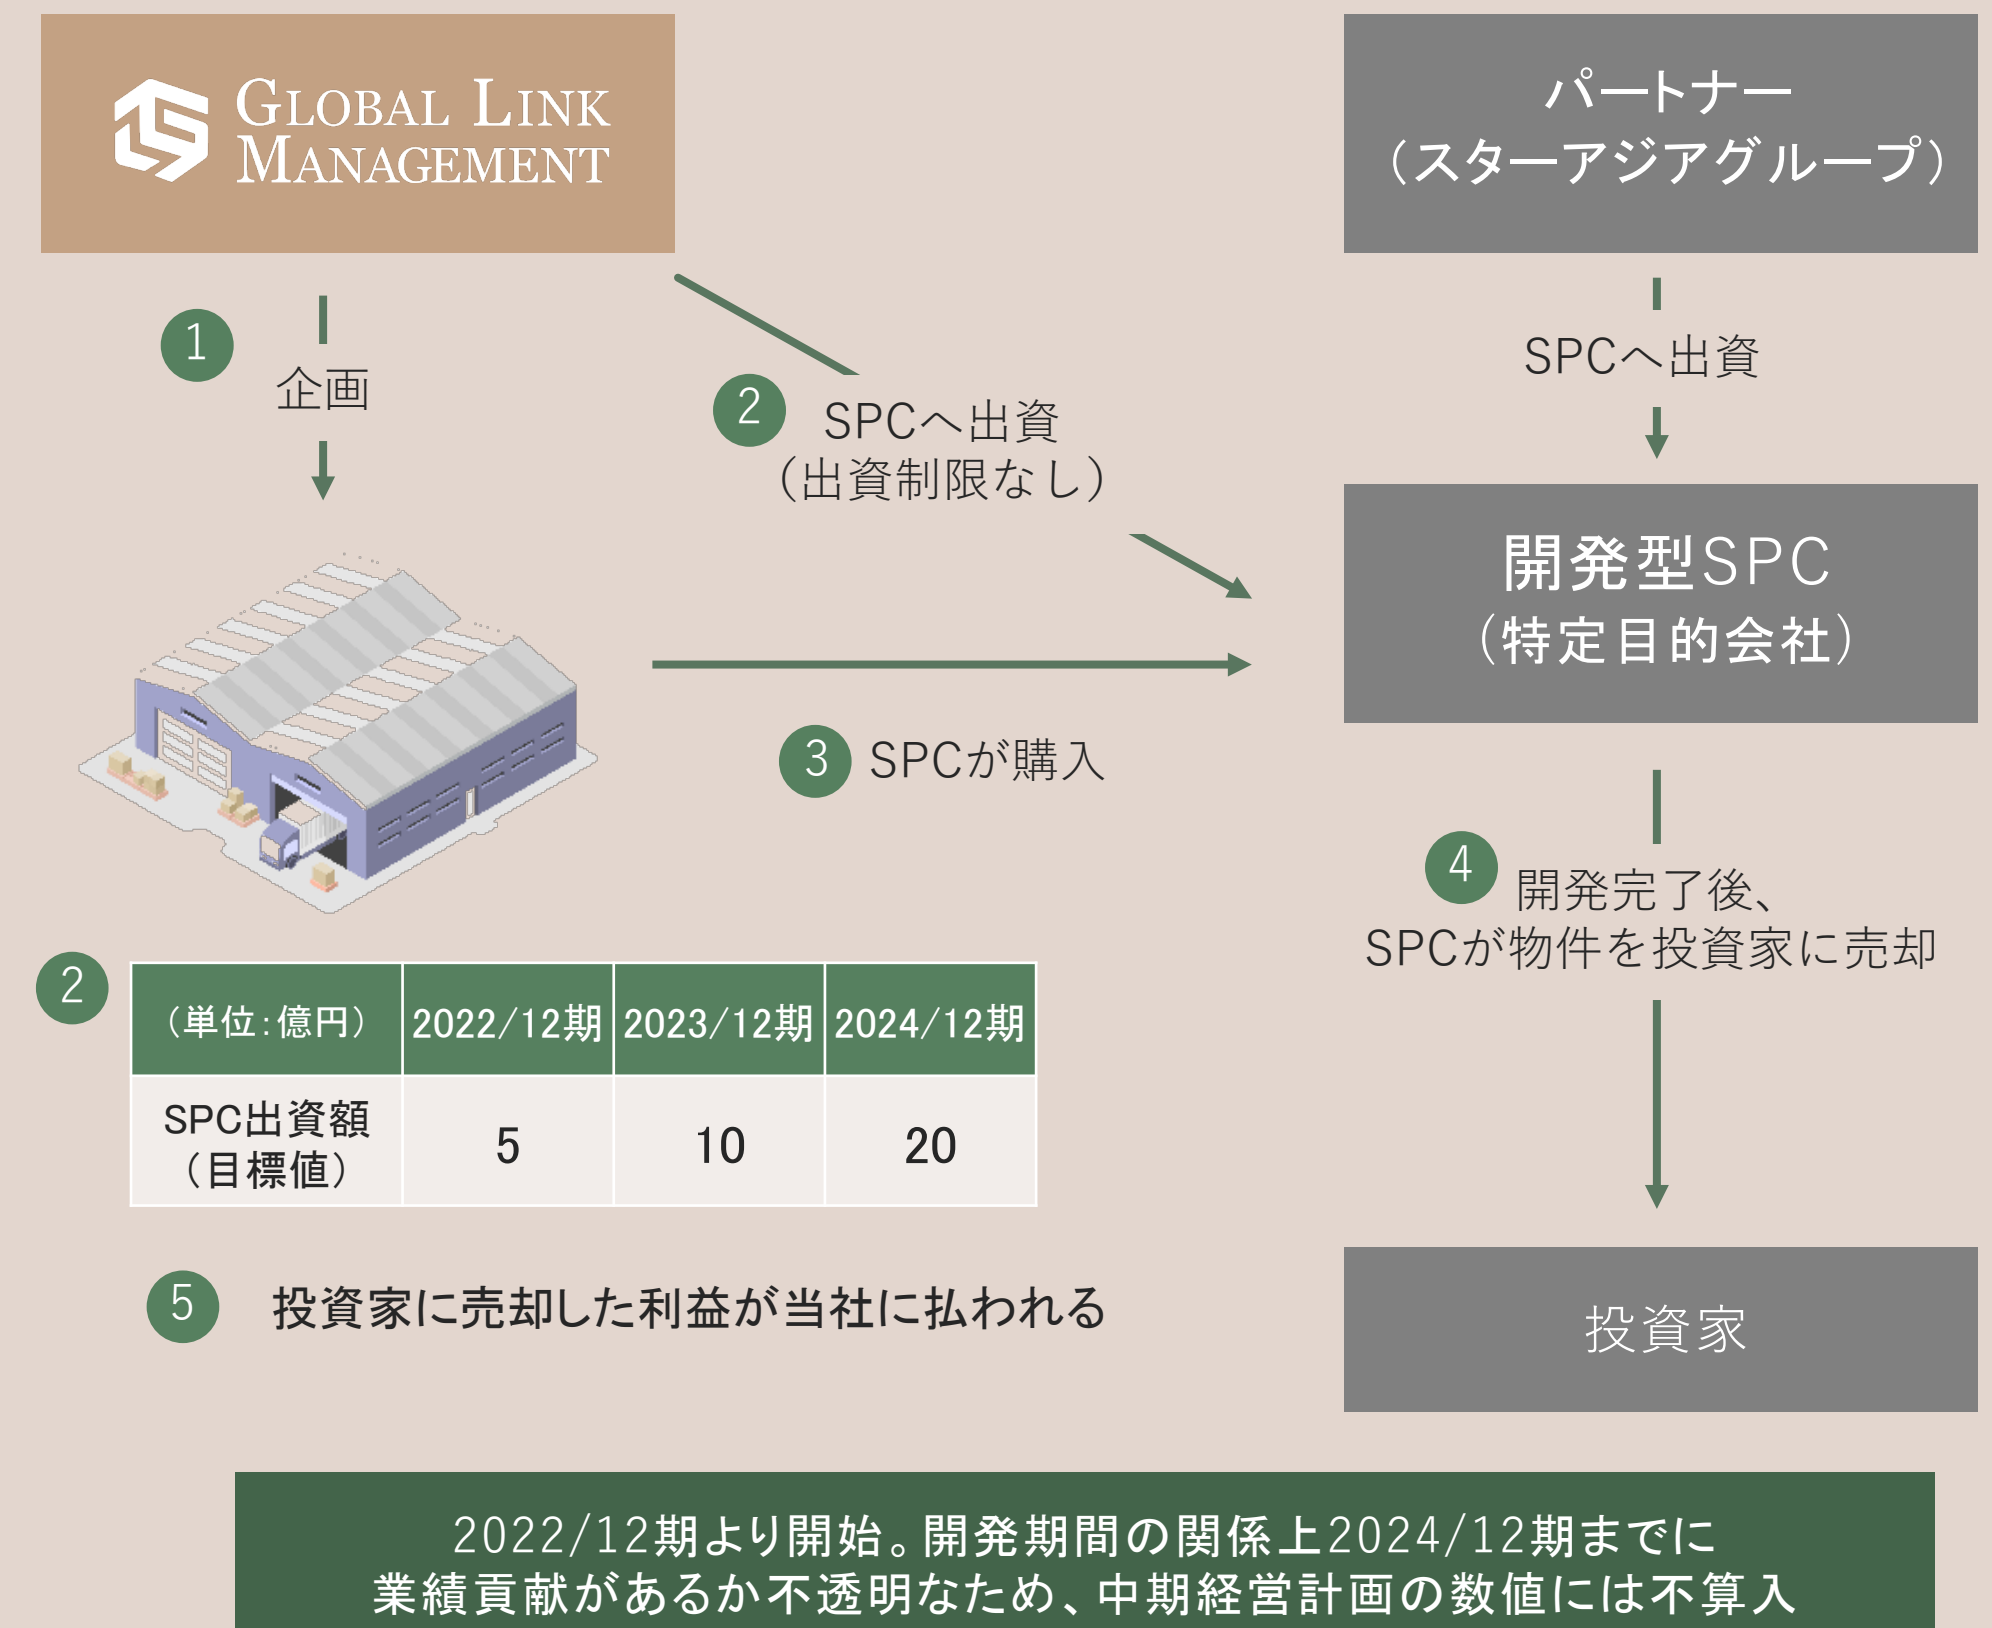 GLOBAL LINK
MANAGEMENT
パートナー
（スターアジアグループ）
1
企画
2
SPCへ出資
（出資制限なし）
SPCへ出資
開発型SPC
（特定目的会社）
3
SPCが購入
4
開発完了後、
SPCが物件を投資家に売却
2
（単位：億円） 2022/12期 2023/12期 2024/12期
SPC出資額
（目標値） 5 10 20
5
投資家に売却した利益が当社に払われる
投資家
2022/12期より開始。開発期間の関係上2024/12期までに
業績貢献があるか不透明なため、中期経営計画の数値には不算入